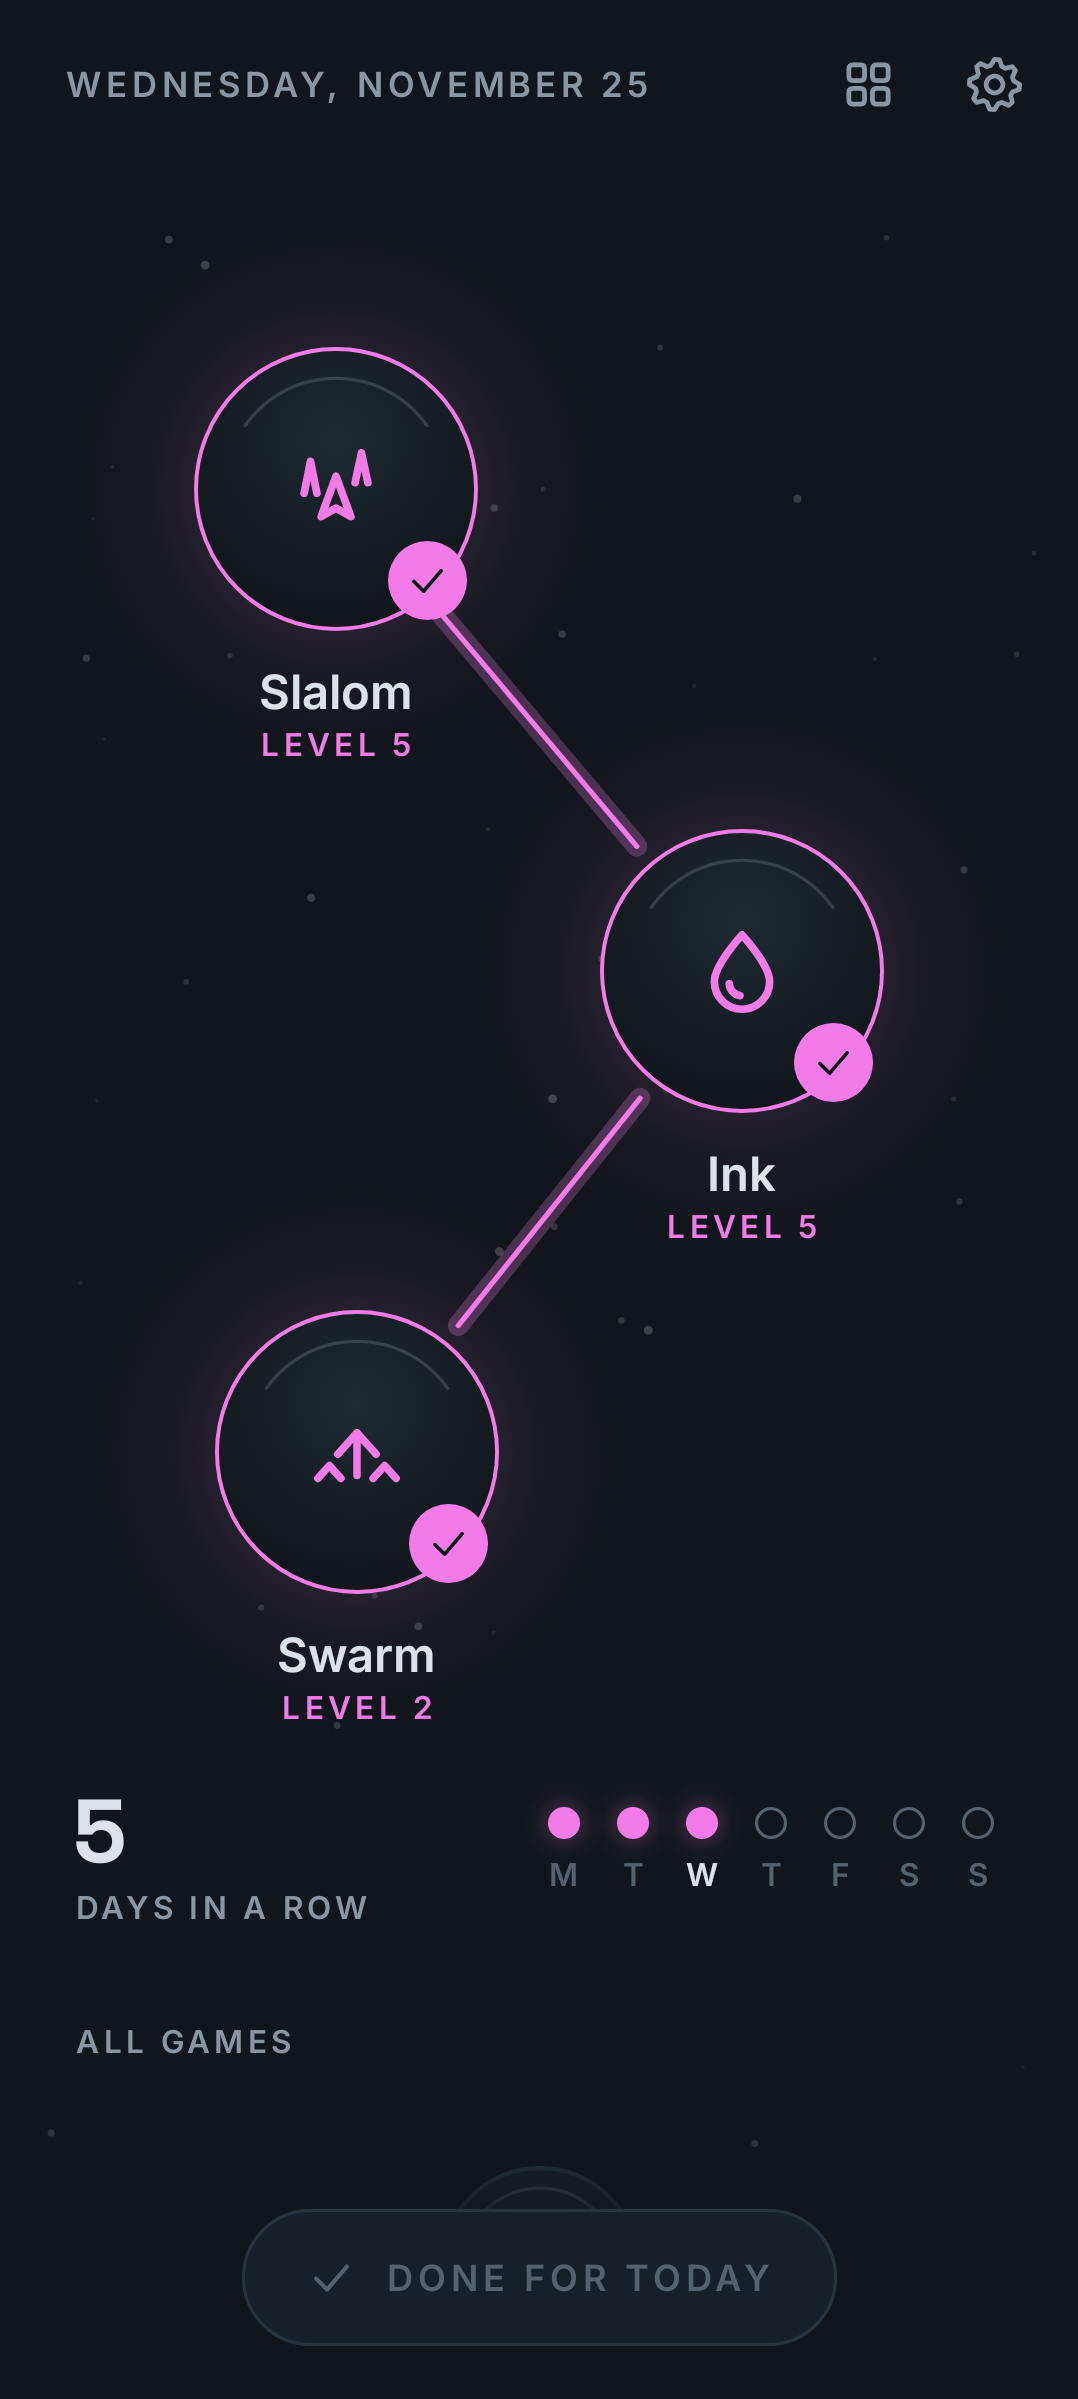 WEDNESDAY, NOVEMBER 25
Slalom
LEVEL 5
Ink
LEVEL 5
Swarm
LEVEL 2
5
DAYS IN A ROW
M T W T F S S
ALL GAMES
DONE FOR TODAY